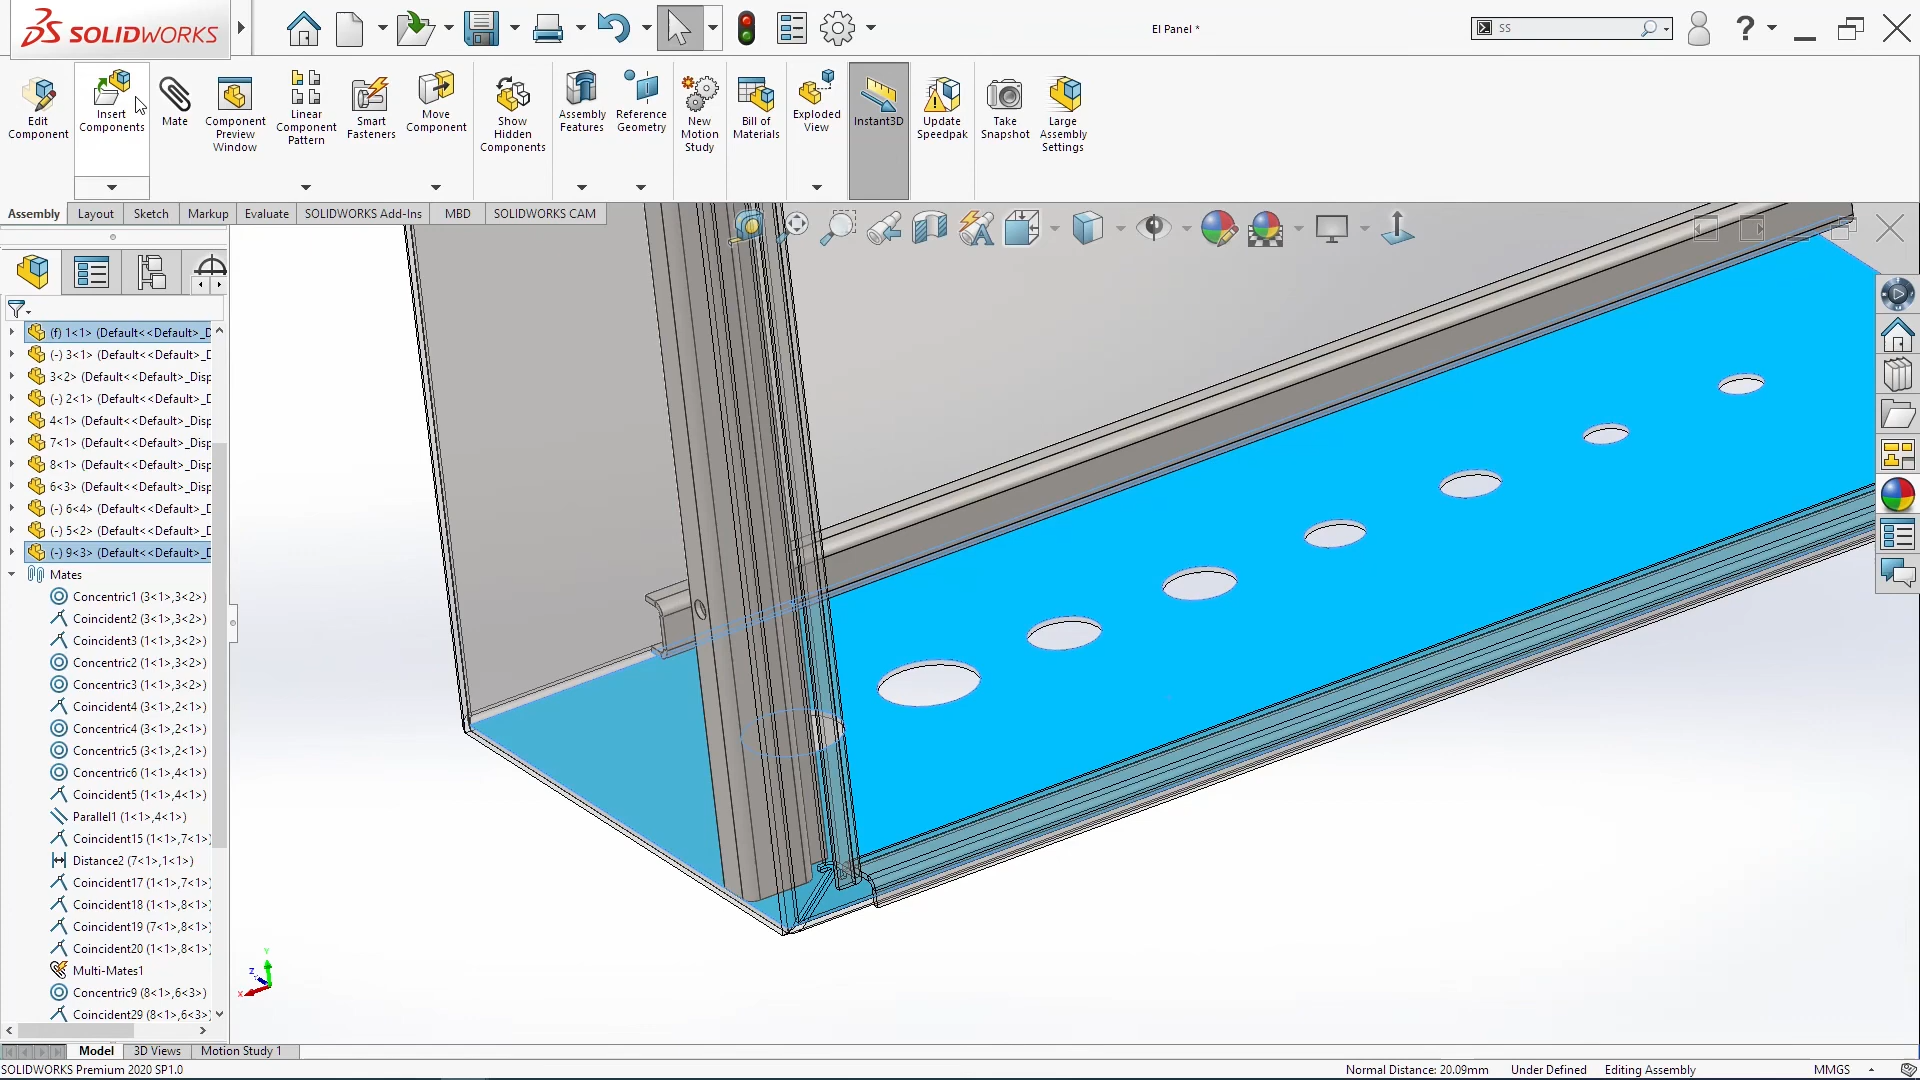 SOLIDWORKS
El Panel *
ss
Edit Component
Insert Components
Mate
Component Preview Window
Linear Component Pattern
Smart Fasteners
Move Component
Show Hidden Components
Assembly Features
Reference Geometry
New Motion Study
Bill of Materials
Exploded View
Instant3D
Update Speedpak
Take Snapshot
Large Assembly Settings
Assembly
Layout
Sketch
Markup
Evaluate
SOLIDWORKS Add-Ins
MBD
SOLIDWORKS CAM
(f) 1<1> (Default<<Default>_D
(-) 3<1> (Default<<Default>_D
3<2> (Default<<Default>_Disp
(-) 2<1> (Default<<Default>_D
4<1> (Default<<Default>_Disp
7<1> (Default<<Default>_Disp
8<1> (Default<<Default>_Disp
6<3> (Default<<Default>_Disp
(-) 6<4> (Default<<Default>_D
(-) 5<2> (Default<<Default>_D
(-) 9<3> (Default<<Default>_D
Mates
Concentric1 (3<1>,3<2>)
Coincident2 (3<1>,3<2>)
Coincident3 (1<1>,3<2>)
Concentric2 (1<1>,3<2>)
Concentric3 (1<1>,3<2>)
Coincident4 (3<1>,2<1>)
Concentric4 (3<1>,2<1>)
Concentric5 (3<1>,2<1>)
Concentric6 (1<1>,4<1>)
Coincident5 (1<1>,4<1>)
Parallel1 (1<1>,4<1>)
Coincident15 (1<1>,7<1>)
Distance2 (7<1>,1<1>)
Coincident17 (1<1>,7<1>)
Coincident18 (1<1>,8<1>)
Coincident19 (7<1>,8<1>)
Coincident20 (1<1>,8<1>)
Multi-Mates1
Concentric9 (8<1>,6<3>)
Coincident29 (8<1>,6<3>)
Y
Z
X
Model
3D Views
Motion Study 1
SOLIDWORKS Premium 2020 SP1.0
Normal Distance: 20.09mm
Under Defined
Editing Assembly
MMGS